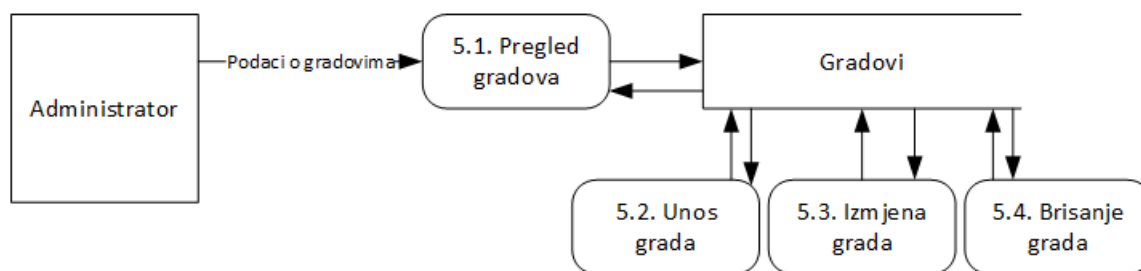 Administrator
Podaci o gradovima
5.1. Pregled
gradova
Gradovi
5.2. Unos
grada
5.3. Izmjena
grada
5.4. Brisanje
grada